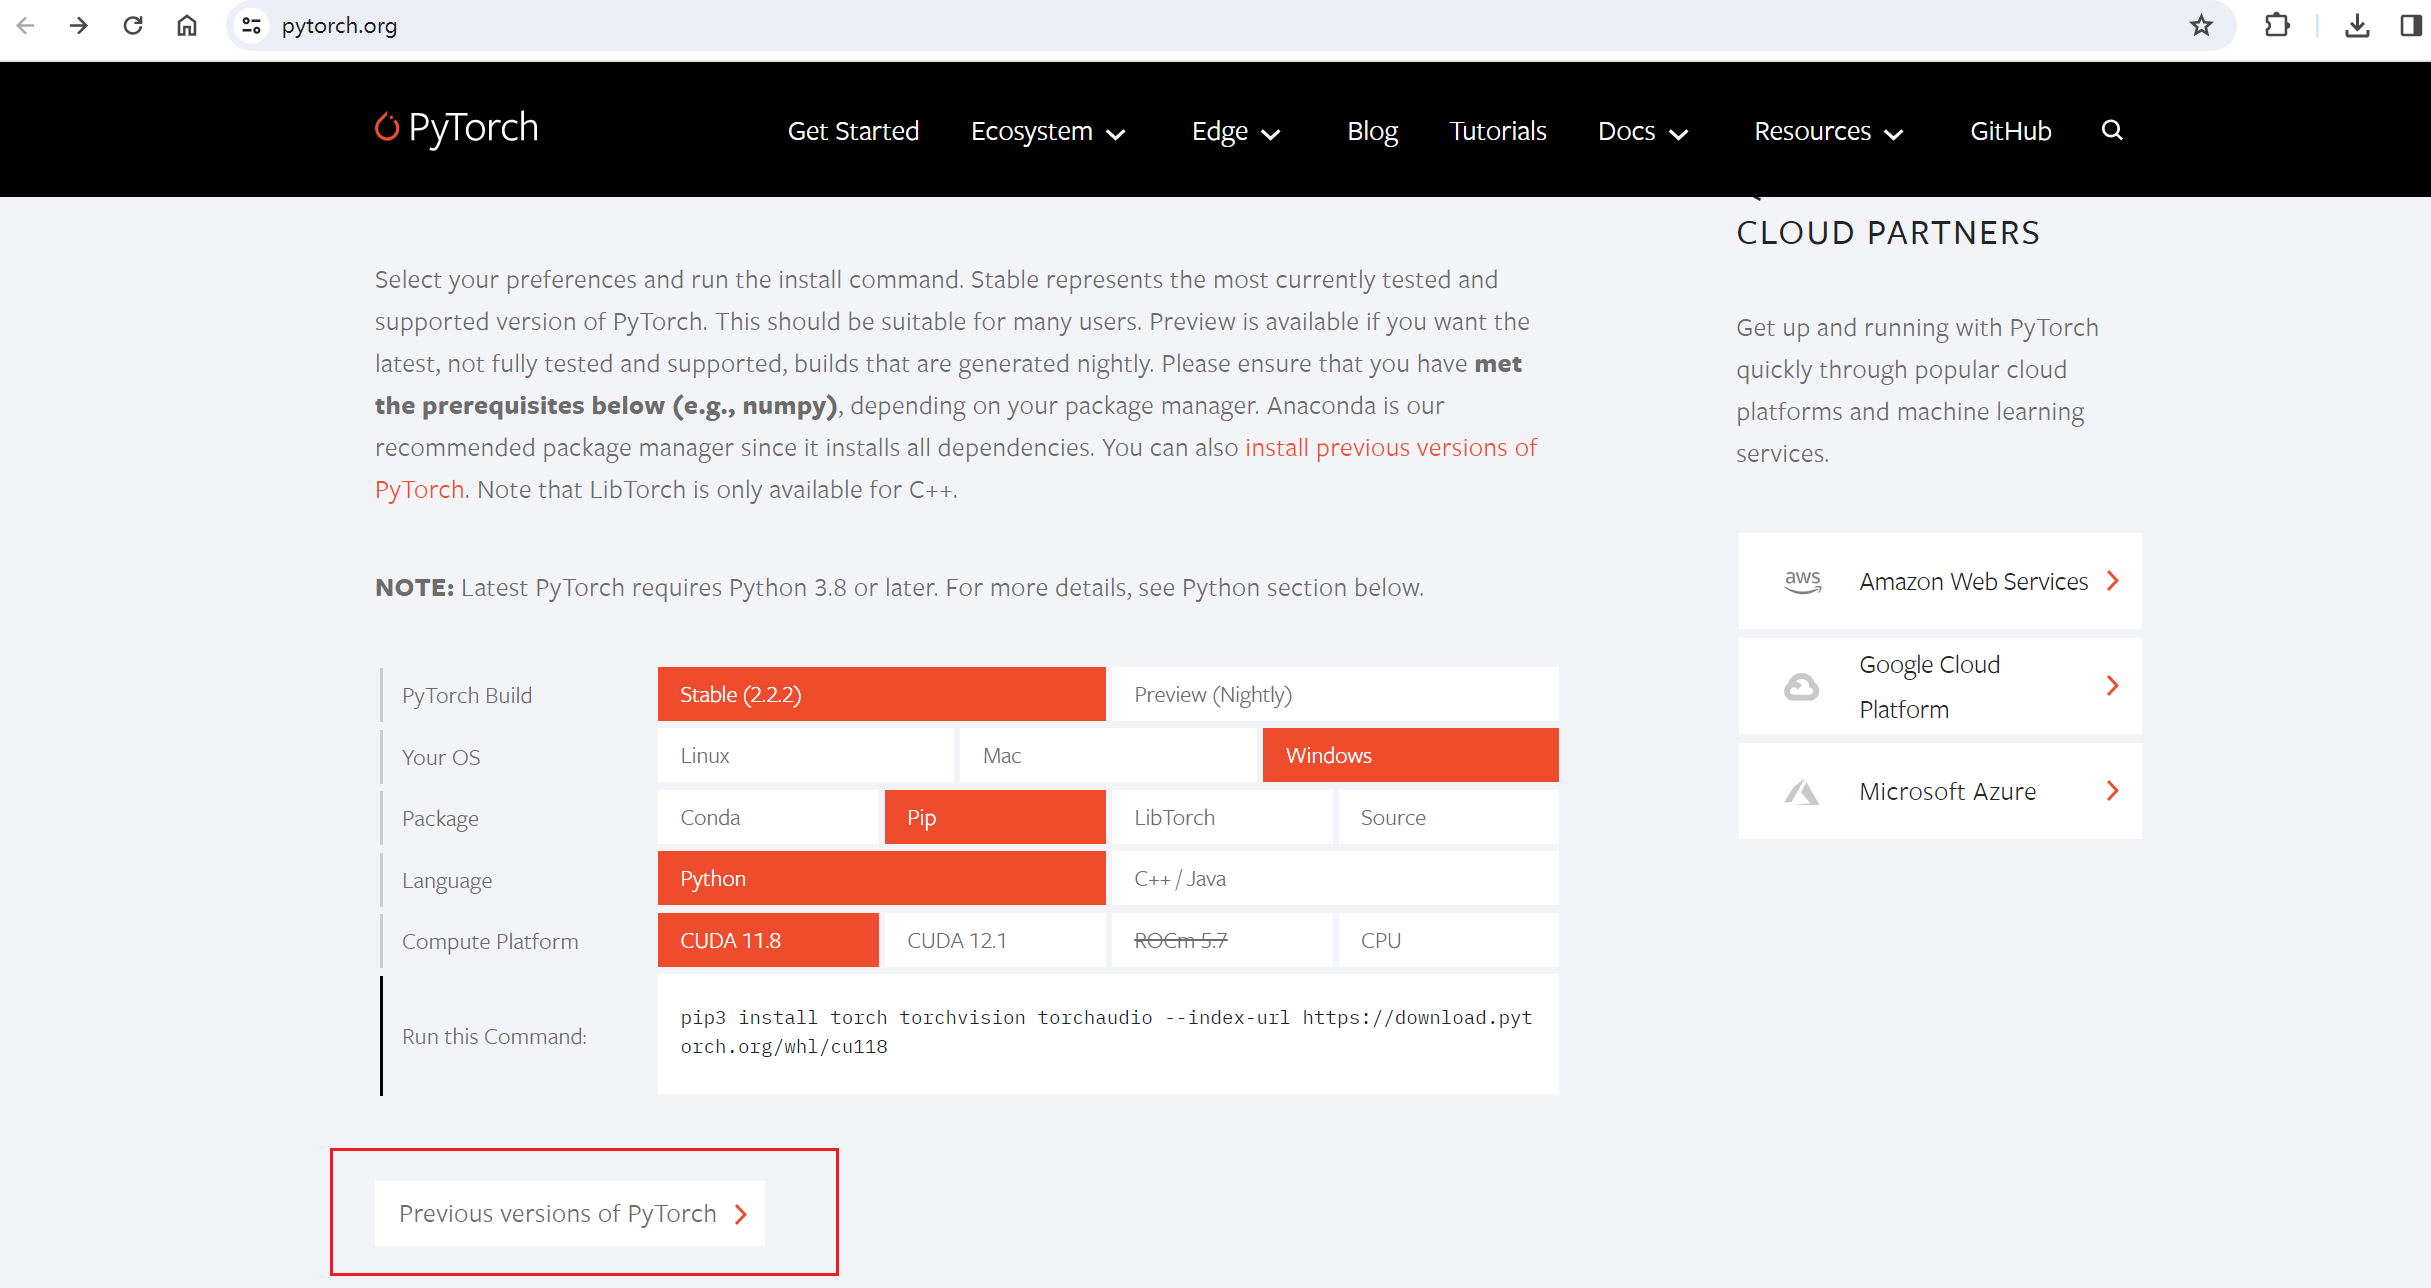 pytorch.org
PyTorch
Get Started
Ecosystem
Edge
Blog
Tutorials
Docs
Resources
GitHub
Select your preferences and run the install command. Stable represents the most currently tested and
supported version of PyTorch. This should be suitable for many users. Preview is available if you want the
latest, not fully tested and supported, builds that are generated nightly. Please ensure that you have met
the prerequisites below (e.g., numpy), depending on your package manager. Anaconda is our
recommended package manager since it installs all dependencies. You can also install previous versions of
PyTorch. Note that LibTorch is only available for C++.
NOTE: Latest PyTorch requires Python 3.8 or later. For more details, see Python section below.
PyTorch Build
Stable (2.2.2)
Preview (Nightly)
Your OS
Linux
Mac
Windows
Package
Conda
Pip
LibTorch
Source
Language
Python
C++ / Java
Compute Platform
CUDA 11.8
CUDA 12.1
ROCm 5.7
CPU
Run this Command:
pip3 install torch torchvision torchaudio --index-url https://download.pyt
orch.org/whl/cu118
Previous versions of PyTorch
CLOUD PARTNERS
Get up and running with PyTorch
quickly through popular cloud
platforms and machine learning
services.
aws
Amazon Web Services
Google Cloud
Platform
Microsoft Azure